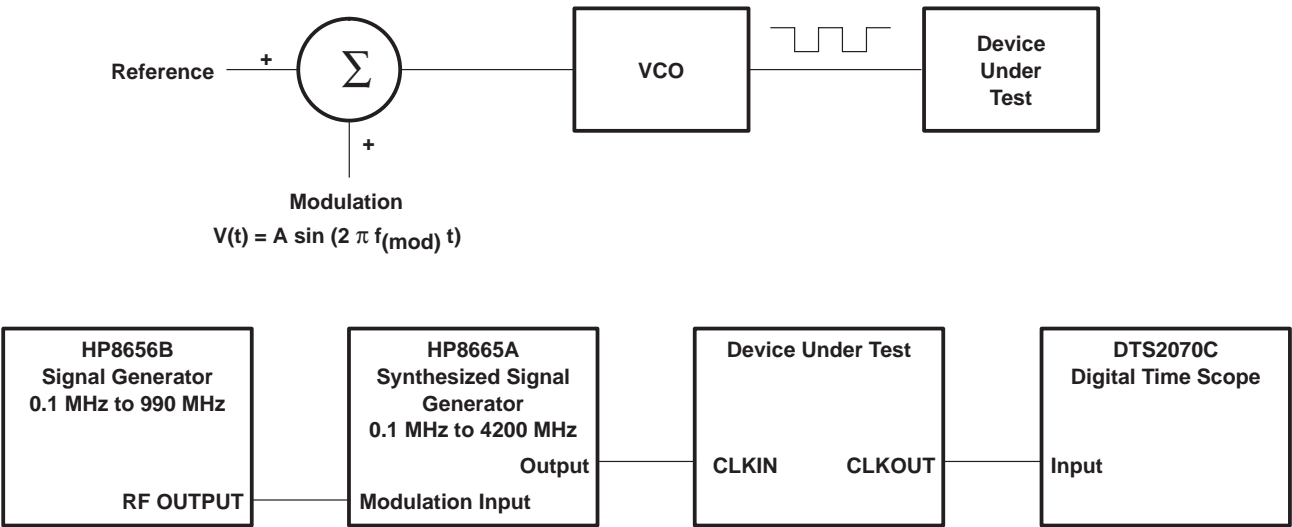 Reference
+
Σ
+
VCO
Device
Under
Test
Modulation
V(t) = A sin (2 π f(mod) t)
HP8656B
Signal Generator
0.1 MHz to 990 MHz
RF OUTPUT
HP8665A
Synthesized Signal
Generator
0.1 MHz to 4200 MHz
Output
Modulation Input
Device Under Test
CLKIN
CLKOUT
DTS2070C
Digital Time Scope
Input